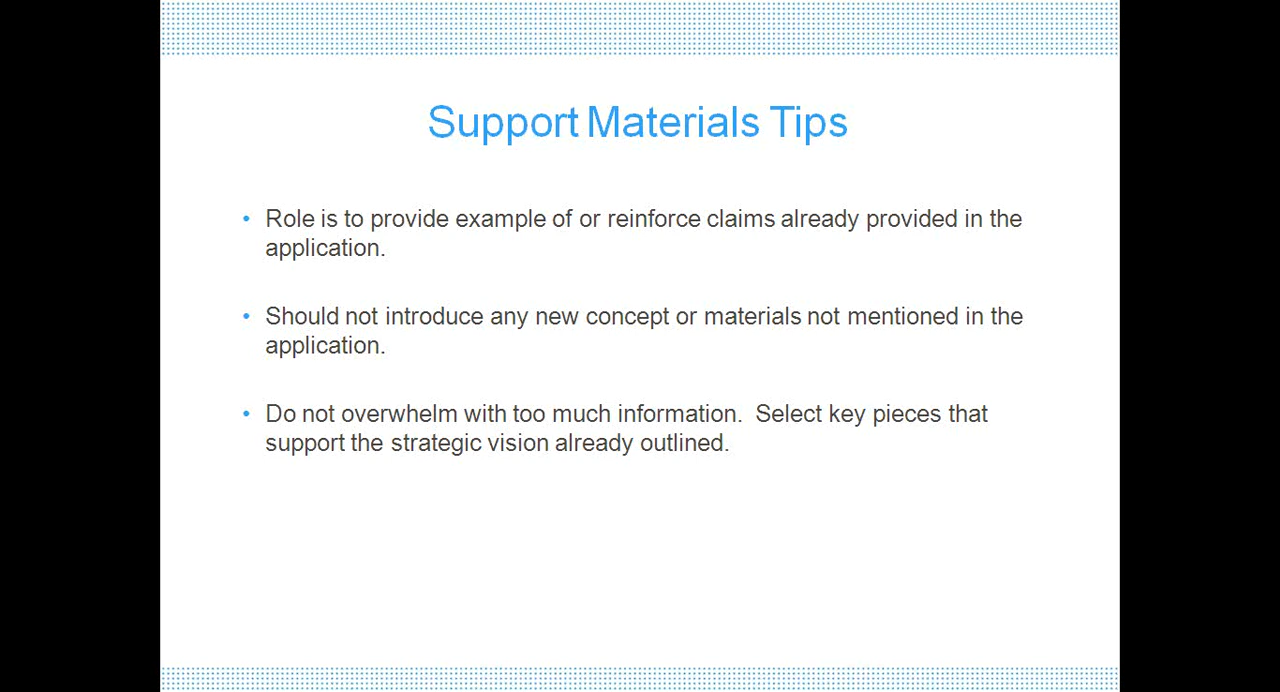 Support Materials Tips
• Role is to provide example of or reinforce claims already provided in the
application.
• Should not introduce any new concept or materials not mentioned in the
application.
• Do not overwhelm with too much information.  Select key pieces that
support the strategic vision already outlined.